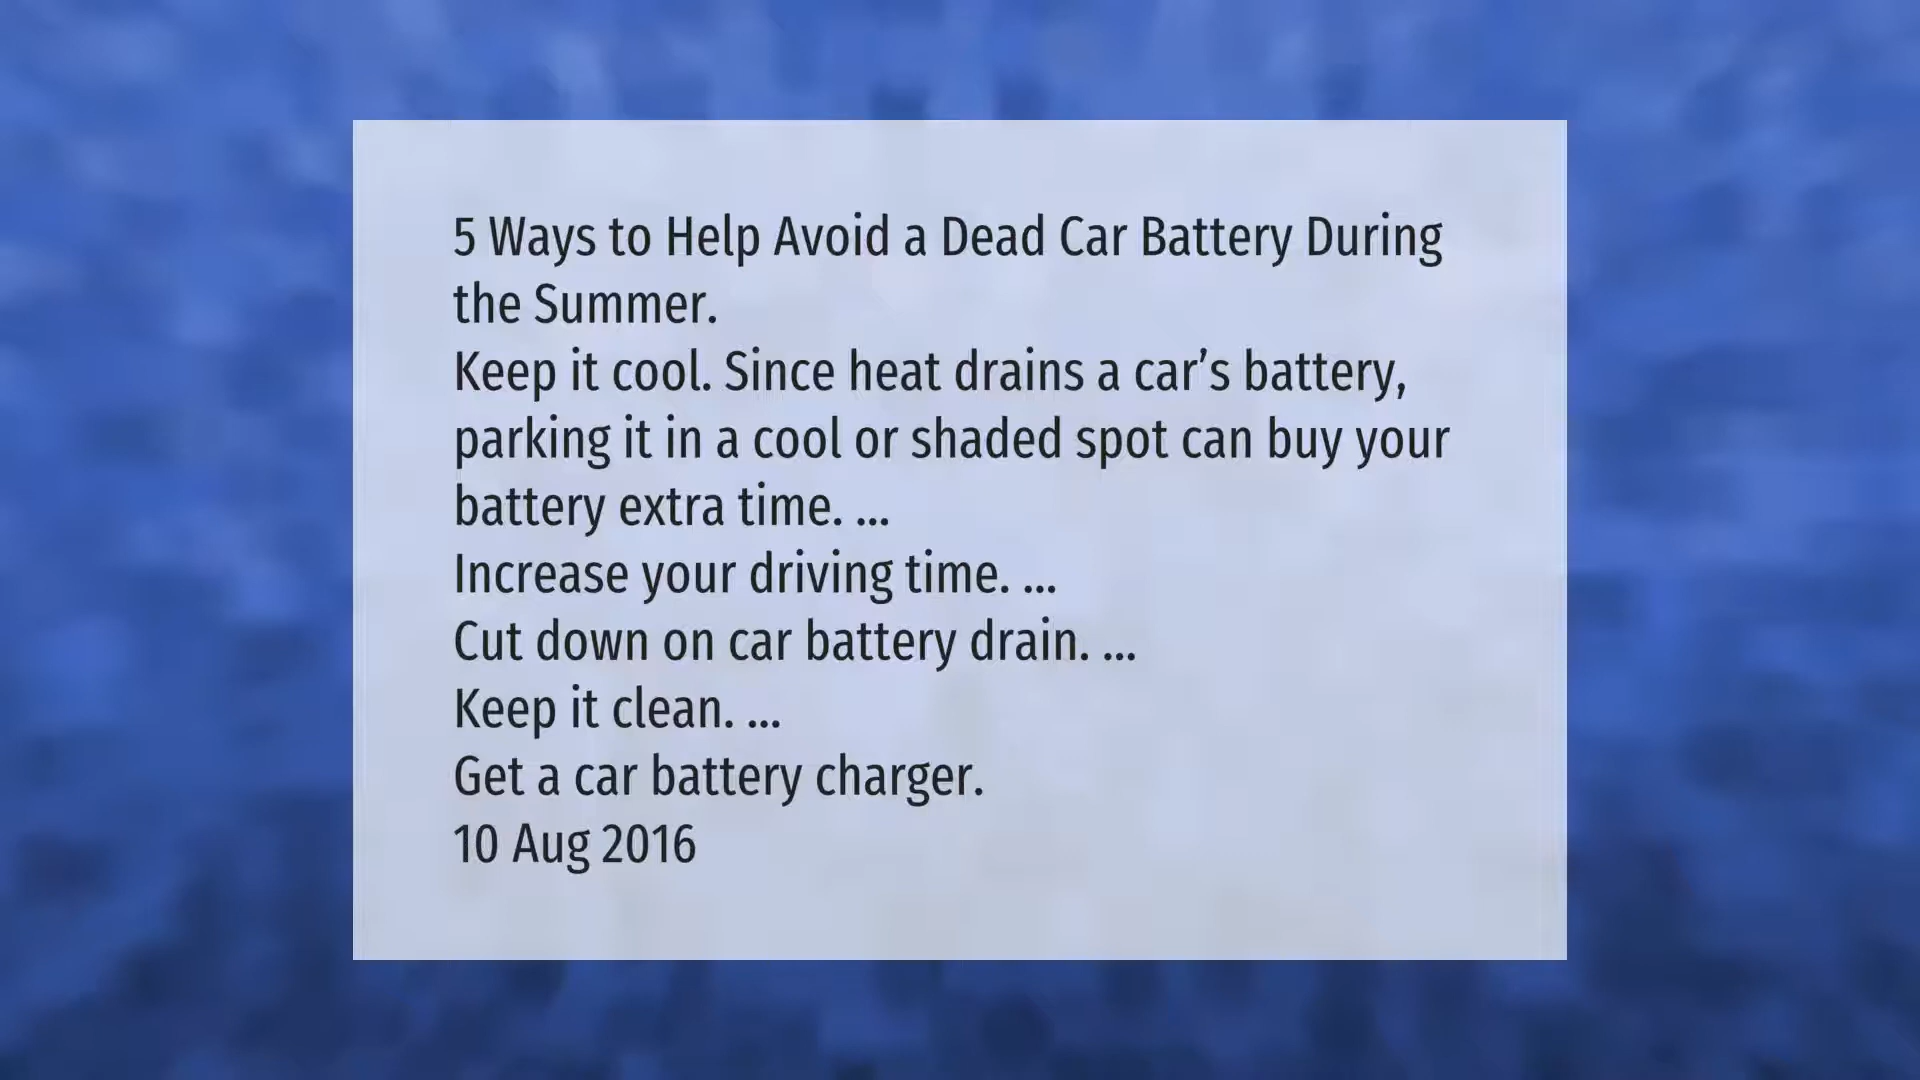 5 Ways to Help Avoid a Dead Car Battery During
the Summer.
Keep it cool. Since heat drains a car’s battery,
parking it in a cool or shaded spot can buy your
battery extra time. ...
Increase your driving time. ...
Cut down on car battery drain. ...
Keep it clean. ...
Get a car battery charger.
10 Aug 2016